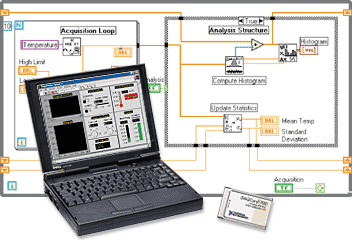 True
10
N
Acquisition Loop
Analysis Structure
Temperature
Histogram
High Limit
DBL
DBL
Compute Histogram
Update Statistics
DBL
Mean Temp
DBL
Standard
Deviation
i
i
Acquisition
TF